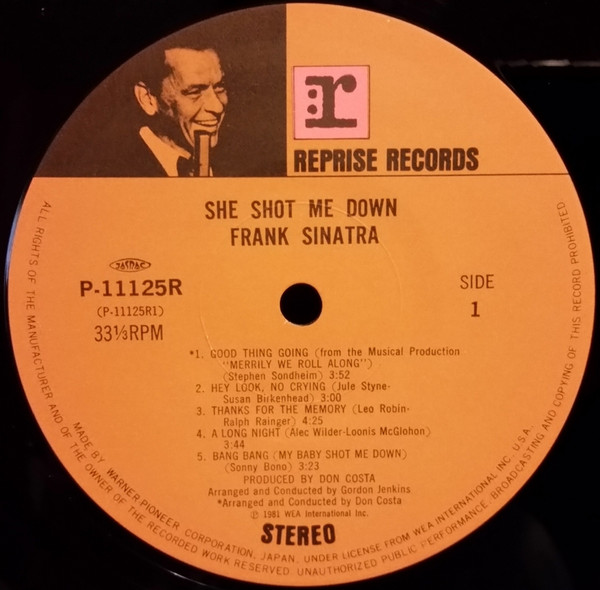 r
REPRISE RECORDS
SHE SHOT ME DOWN
FRANK SINATRA
JASRAC
P-11125R
(P-11125R1)
33⅓RPM
SIDE
1
*1. GOOD THING GOING (from the Musical Production
"MERRILY WE ROLL ALONG")
(Stephen Sondheim) 3:52
2. HEY LOOK, NO CRYING (Jule Styne-
Susan Birkenhead) 3:00
3. THANKS FOR THE MEMORY (Leo Robin-
Ralph Rainger) 4:25
4. A LONG NIGHT (Alec Wilder-Loonis McGlohon)
3:44
5. BANG BANG (MY BABY SHOT ME DOWN)
(Sonny Bono) 3:23
PRODUCED BY DON COSTA
Arranged and Conducted by Gordon Jenkins
*Arranged and Conducted by Don Costa
℗ 1981 WEA International Inc.
STEREO
MADE BY WARNER-PIONEER CORPORATION, JAPAN. UNDER LICENSE FROM WEA INTERNATIONAL INC. U.S.A.
ALL RIGHTS OF THE MANUFACTURER AND OF THE OWNER OF THE RECORDED WORK RESERVED. UNAUTHORIZED PUBLIC PERFORMANCE, BROADCASTING AND COPYING OF THIS RECORD PROHIBITED